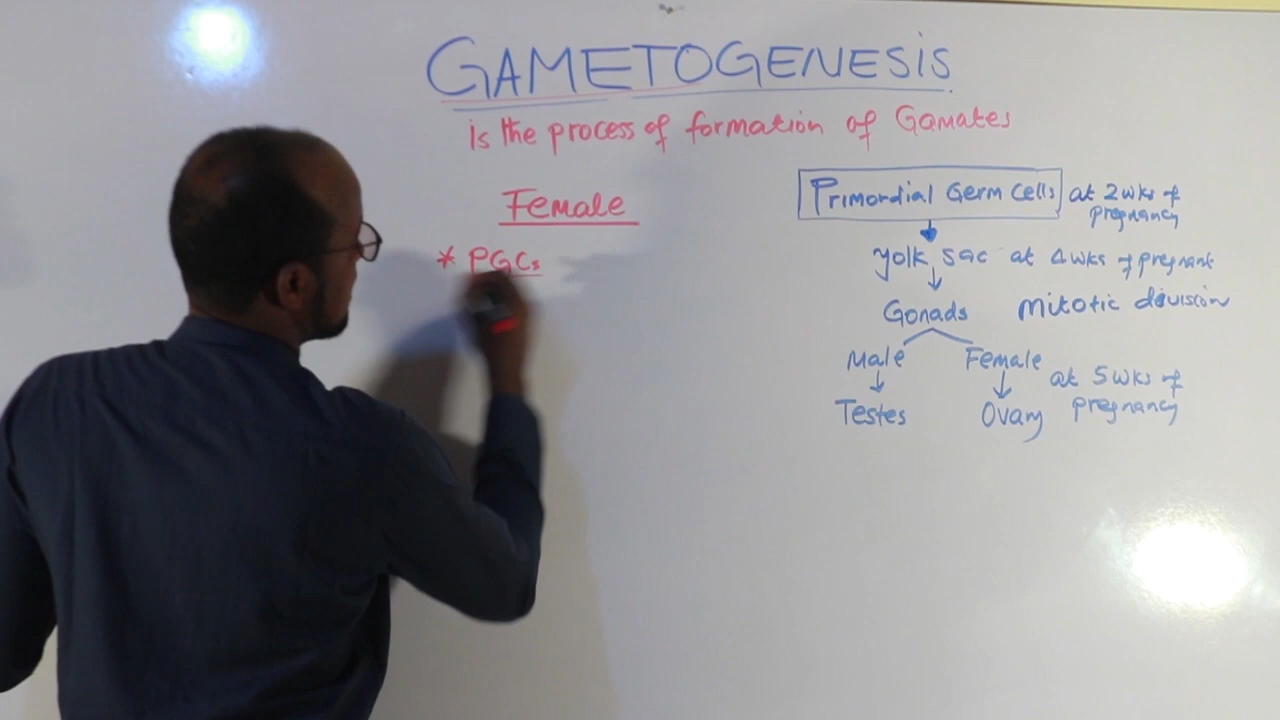 GAMETOGENESIS
is the process of formation of Gamates
Female
* PGCs
Primordial Germ Cells at 2wks of
pregnancy
yolk sac at 4wks of pregnant
Gonads mitotic division
Male Female
at 5wks of
pregnancy
Testes Ovary